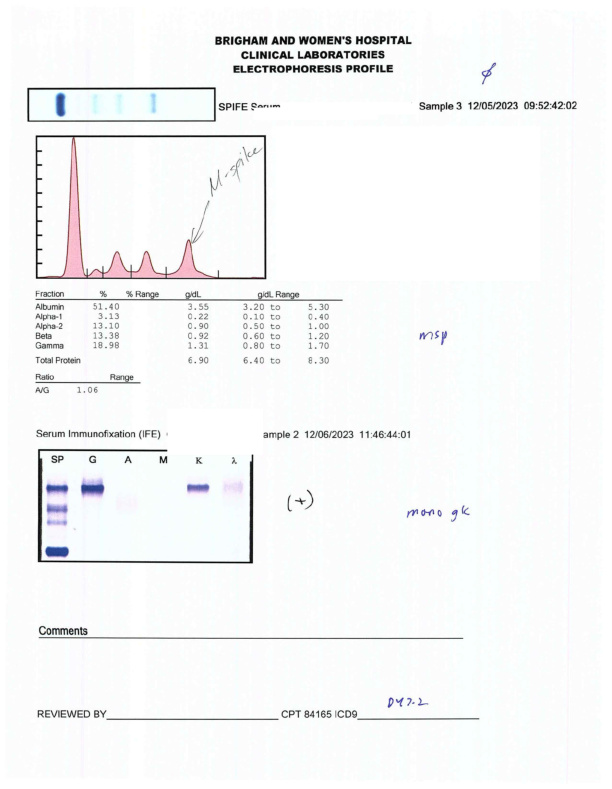 BRIGHAM AND WOMEN'S HOSPITAL
CLINICAL LABORATORIES
ELECTROPHORESIS PROFILE
ϕ
SPIFE Serum
Sample 3 12/05/2023 09:52:42:02
M-spike
Fraction % % Range g/dL g/dL Range
Albumin 51.40 3.55 3.20 to 5.30
Alpha-1 3.13 0.22 0.10 to 0.40
Alpha-2 13.10 0.90 0.50 to 1.00
Beta 13.38 0.92 0.60 to 1.20
Gamma 18.98 1.31 0.80 to 1.70
msp
Total Protein 6.90 6.40 to 8.30
Ratio Range
A/G 1.06
Serum Immunofixation (IFE) ample 2 12/06/2023 11:46:44:01
SP G A M K λ
(+)
mono gk
Comments
D47.2
REVIEWED BY CPT 84165 ICD9